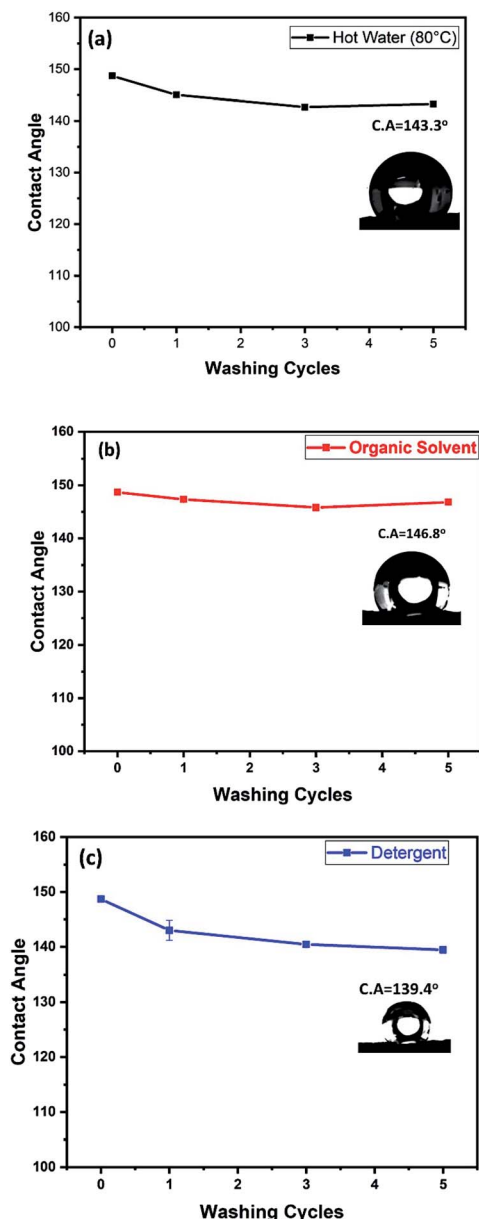 (a)
Hot Water (80°C)
160
150
140
130
120
110
100
Contact Angle
C.A=143.3°
0 1 2 3 4 5
Washing Cycles
(b)
Organic Solvent
160
150
140
130
120
110
100
Contact Angle
C.A=146.8°
0 1 2 3 4 5
Washing Cycles
(c)
Detergent
160
150
140
130
120
110
100
Contact Angle
C.A=139.4°
0 1 2 3 4 5
Washing Cycles